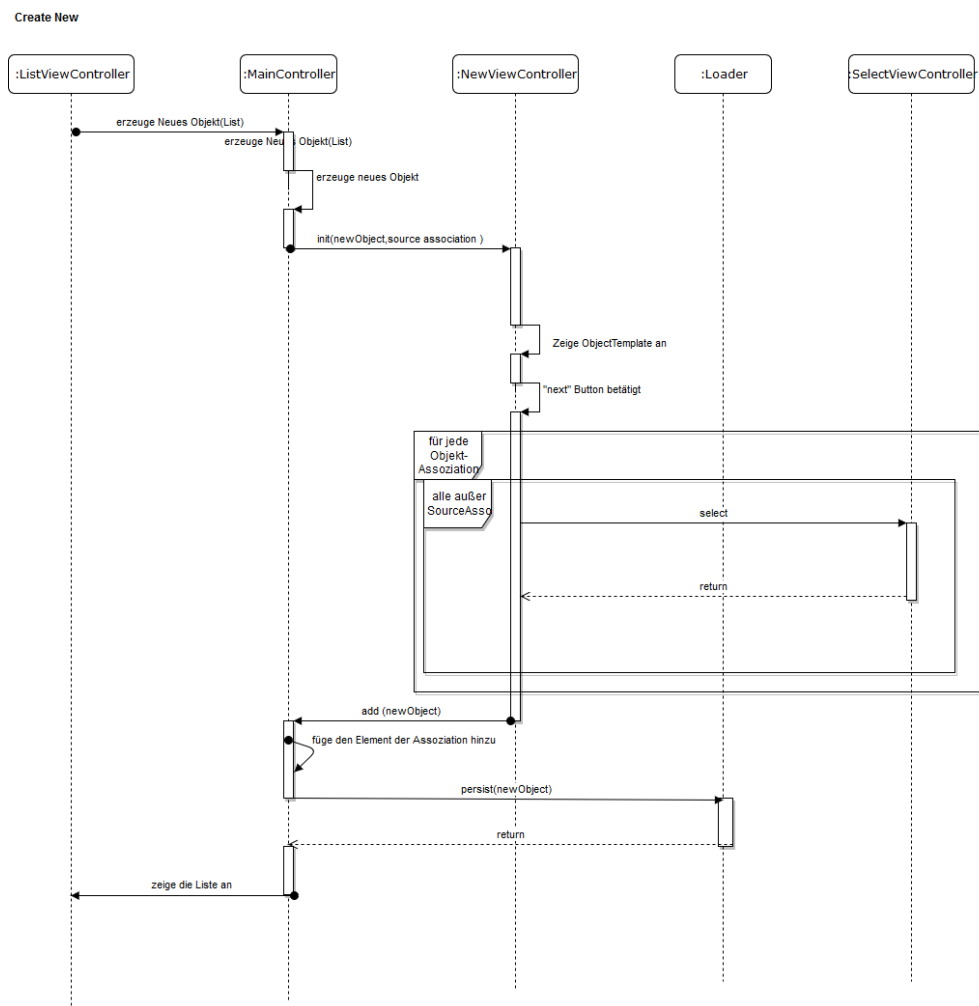 Create New
:ListViewController
:MainController
:NewViewController
:Loader
:SelectViewController
erzeuge Neues Objekt(List)
erzeuge Neues Objekt(List)
erzeuge neues Objekt
init(newObject,source association )
Zeige ObjectTemplate an
"next" Button betätigt
für jede
Objekt-
Assoziation
alle außer
SourceAsso
select
return
add (newObject)
füge den Element der Assoziation hinzu
persist(newObject)
return
zeige die Liste an